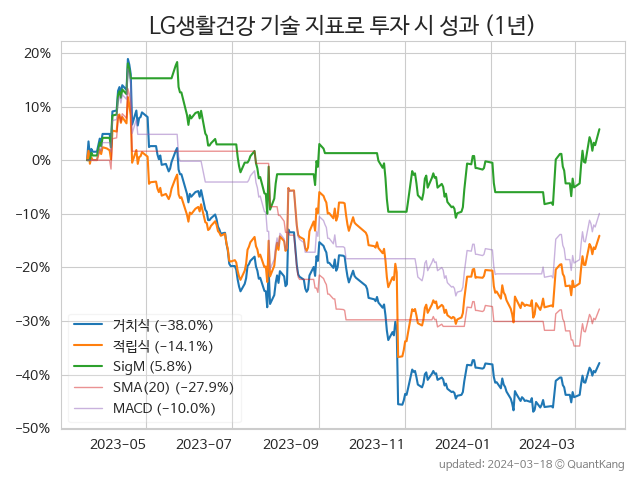 LG생활건강 기술 지표로 투자 시 성과 (1년)
20%
10%
0%
−10%
−20%
−30%
−40%
−50%
거치식 (−38.0%)
적립식 (−14.1%)
SigM (5.8%)
SMA(20) (−27.9%)
MACD (−10.0%)
2023-05 2023-07 2023-09 2023-11 2024-01 2024-03
updated: 2024-03-18 © QuantKang